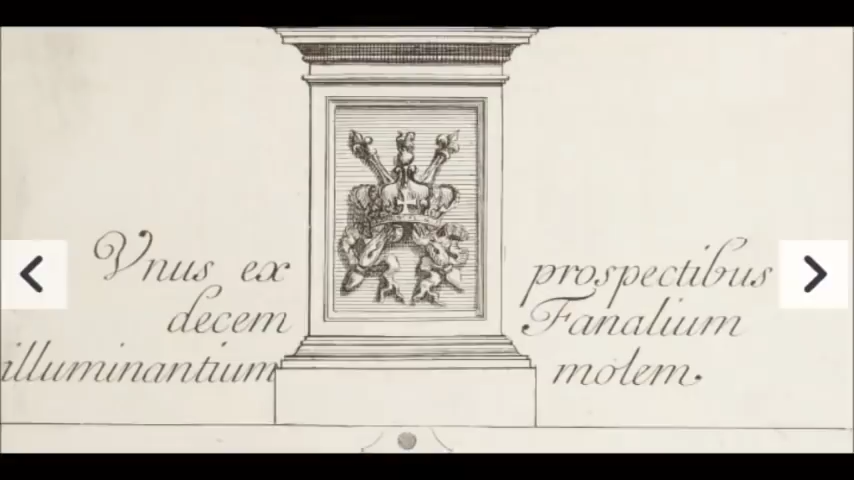 Vnus ex prospectibus
decem Fanalium
illuminantium molem.